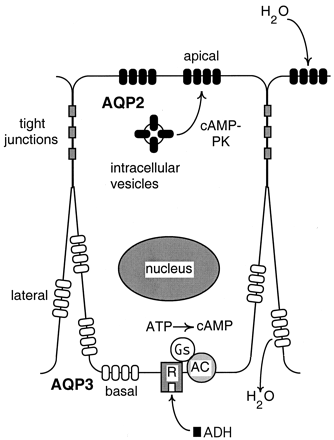 H2O
apical
AQP2
cAMP-
PK
tight
junctions
intracellular
vesicles
nucleus
lateral
ATP→cAMP
Gs
R
AC
AQP3
basal
H2O
ADH